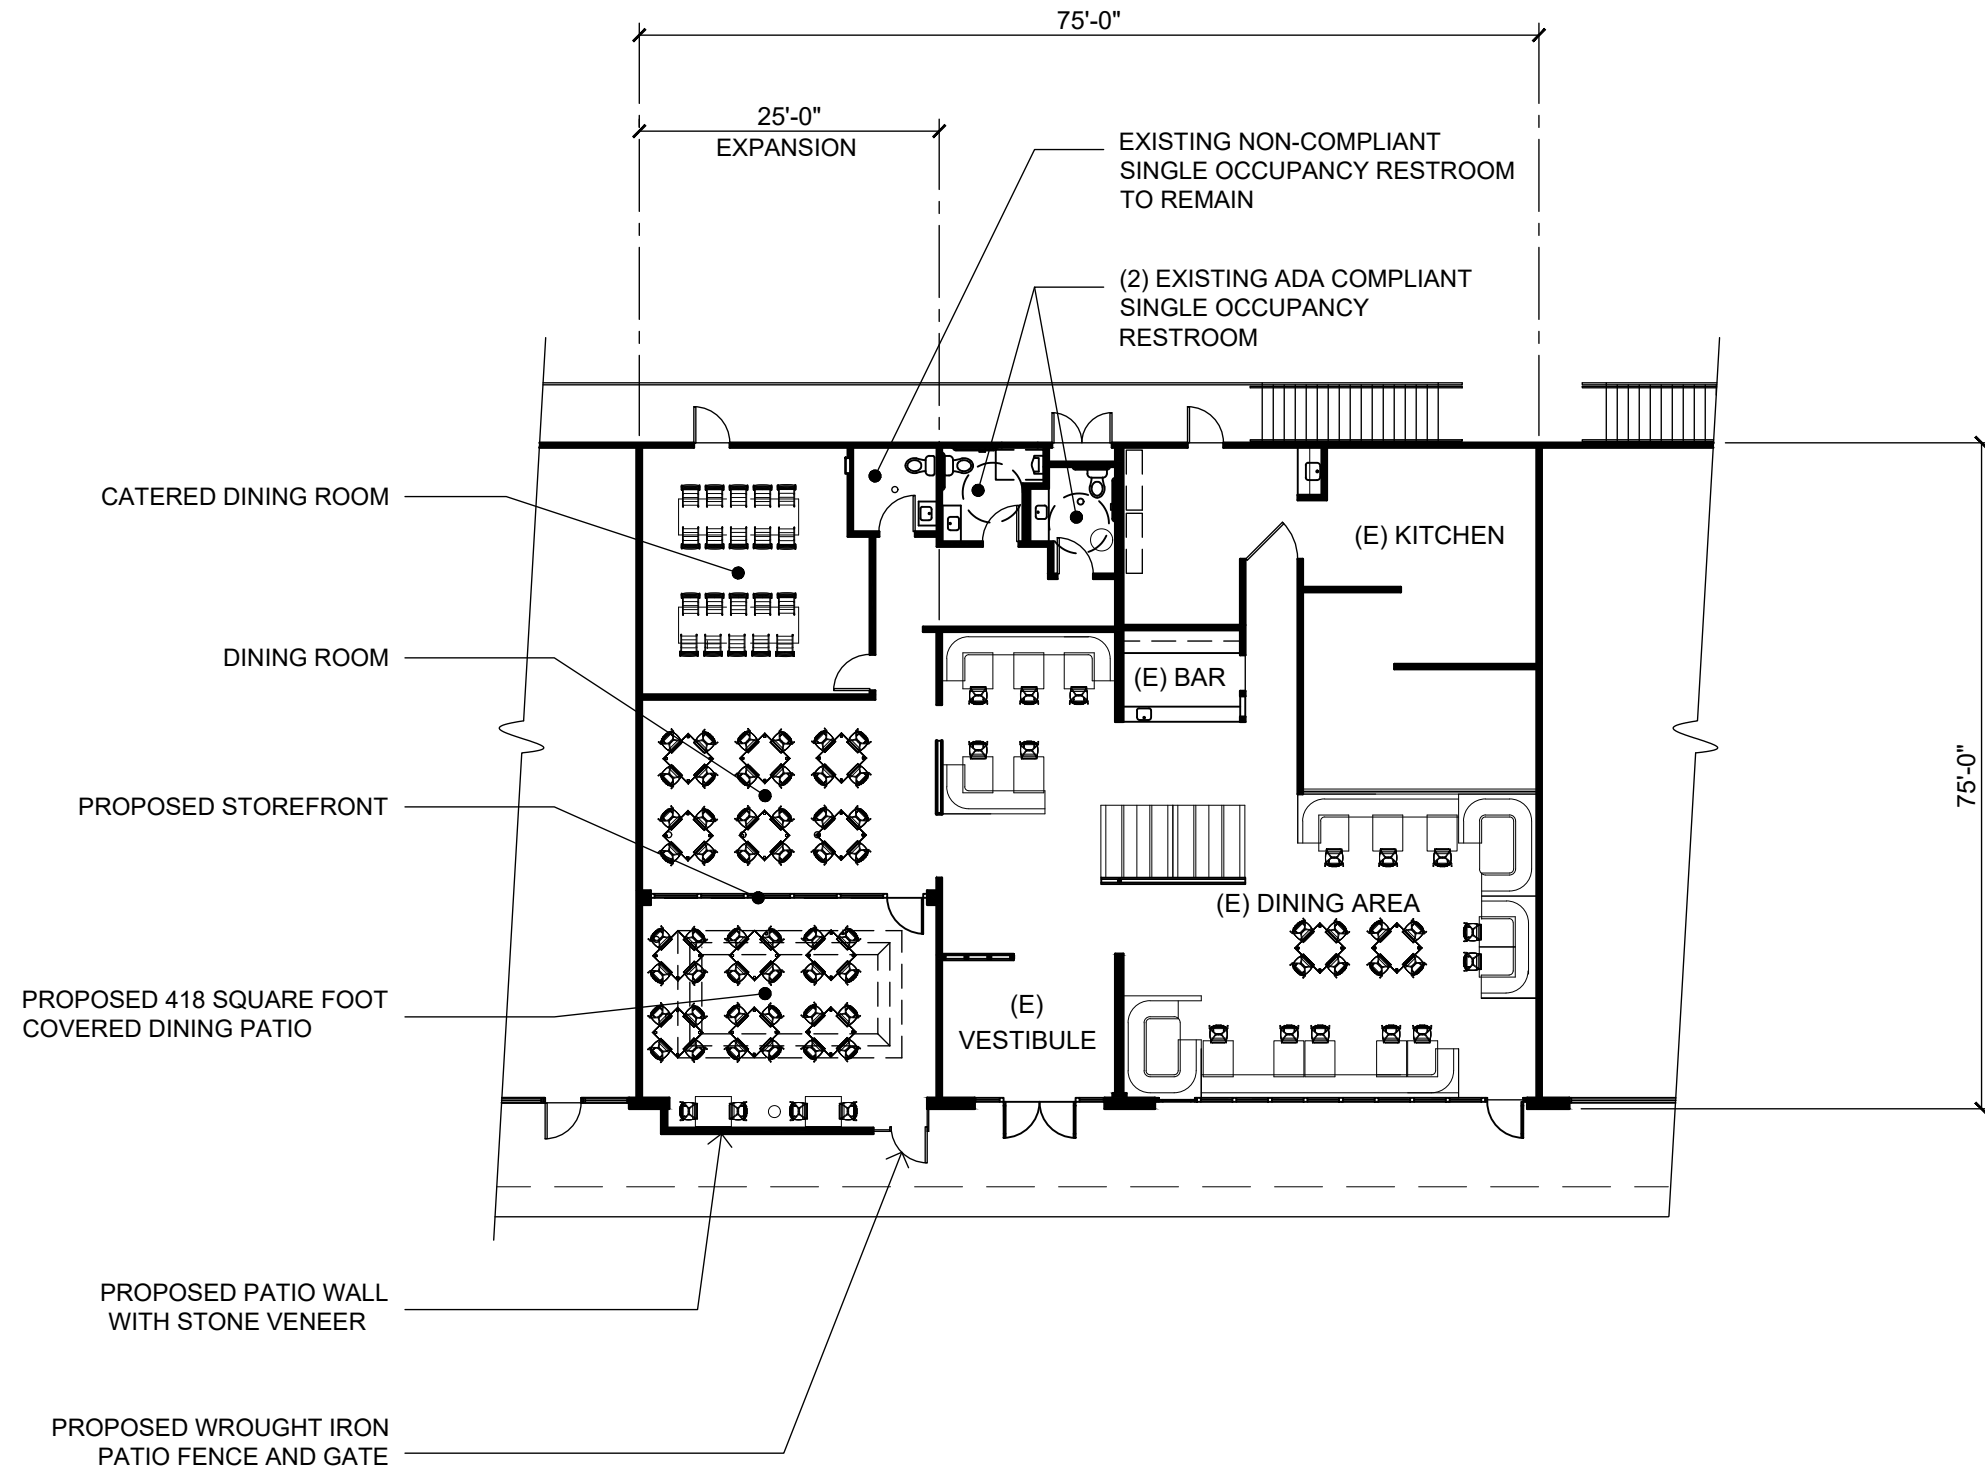 75'-0"
25'-0"
EXPANSION
EXISTING NON-COMPLIANT
SINGLE OCCUPANCY RESTROOM
TO REMAIN
(2) EXISTING ADA COMPLIANT
SINGLE OCCUPANCY
RESTROOM
CATERED DINING ROOM
(E) KITCHEN
DINING ROOM
(E) BAR
PROPOSED STOREFRONT
75'-0"
(E) DINING AREA
PROPOSED 418 SQUARE FOOT
COVERED DINING PATIO
(E)
VESTIBULE
PROPOSED PATIO WALL
WITH STONE VENEER
PROPOSED WROUGHT IRON
PATIO FENCE AND GATE